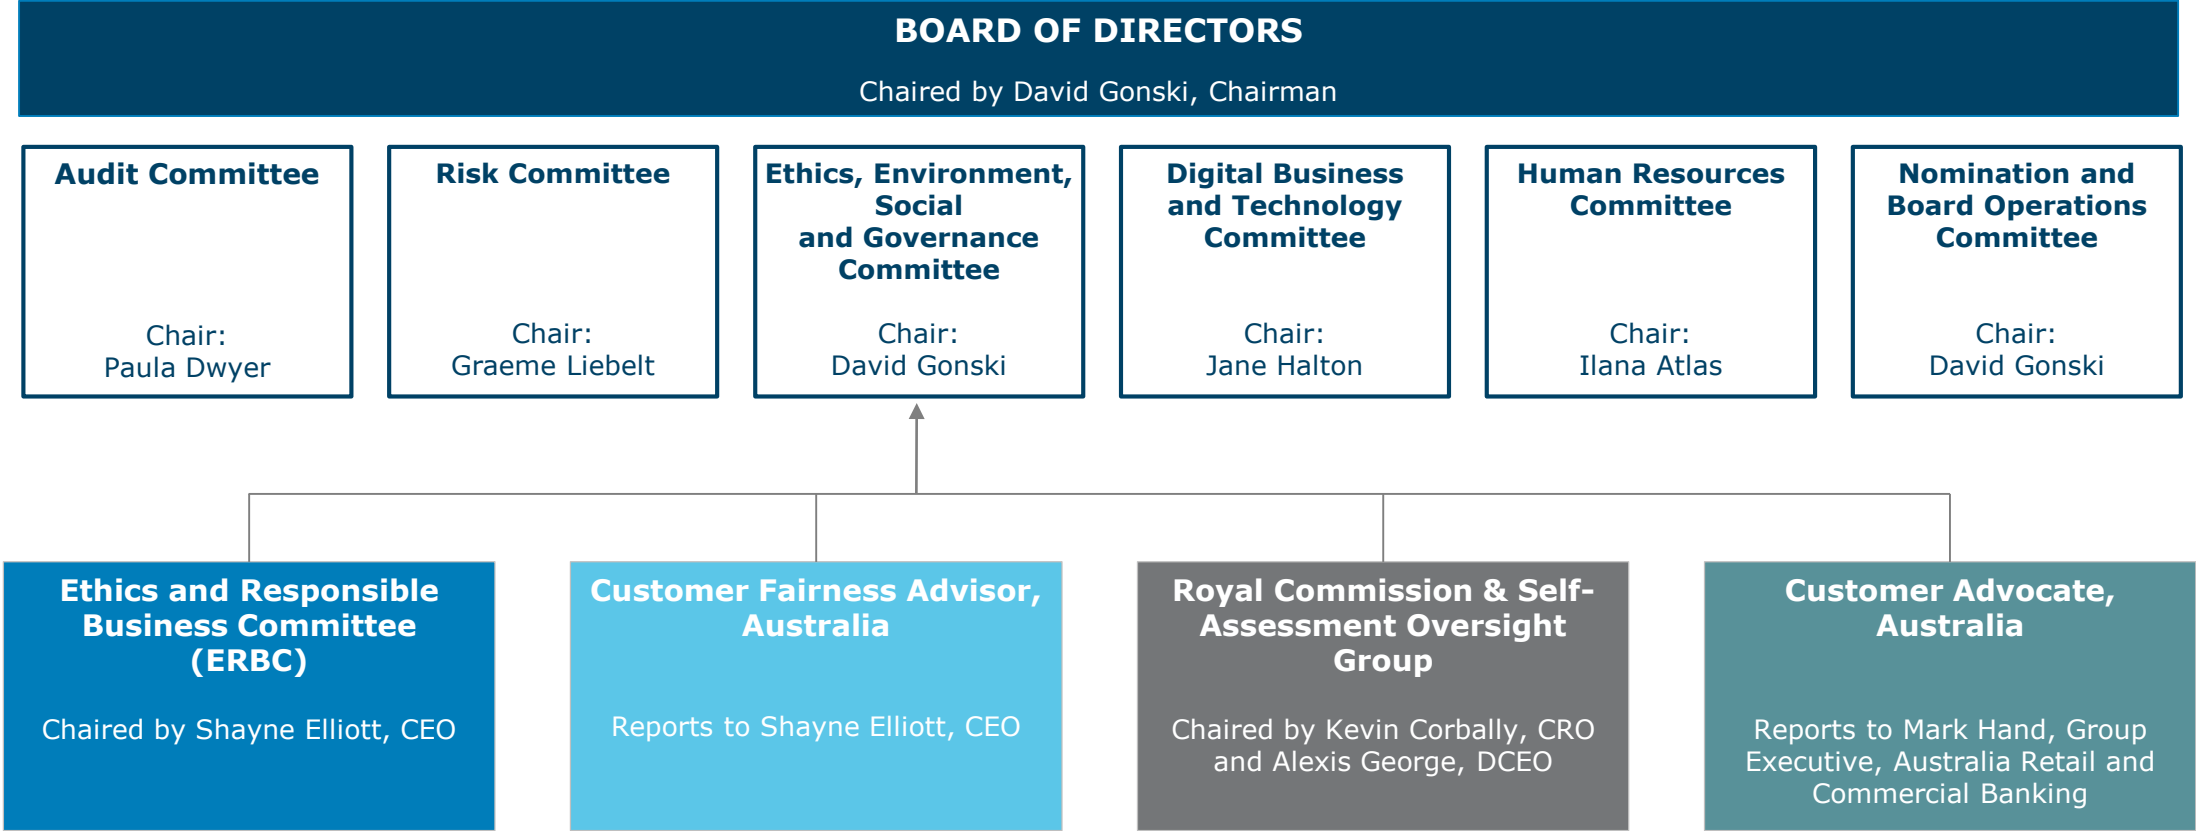 BOARD OF DIRECTORS
Chaired by David Gonski, Chairman
Audit Committee
Chair:
Paula Dwyer
Risk Committee
Chair:
Graeme Liebelt
Ethics, Environment,
Social
and Governance
Committee
Chair:
David Gonski
Digital Business
and Technology
Committee
Chair:
Jane Halton
Human Resources
Committee
Chair:
Ilana Atlas
Nomination and
Board Operations
Committee
Chair:
David Gonski
Ethics and Responsible
Business Committee
(ERBC)
Chaired by Shayne Elliott, CEO
Customer Fairness Advisor,
Australia
Reports to Shayne Elliott, CEO
Royal Commission & Self-
Assessment Oversight
Group
Chaired by Kevin Corbally, CRO
and Alexis George, DCEO
Customer Advocate,
Australia
Reports to Mark Hand, Group
Executive, Australia Retail and
Commercial Banking